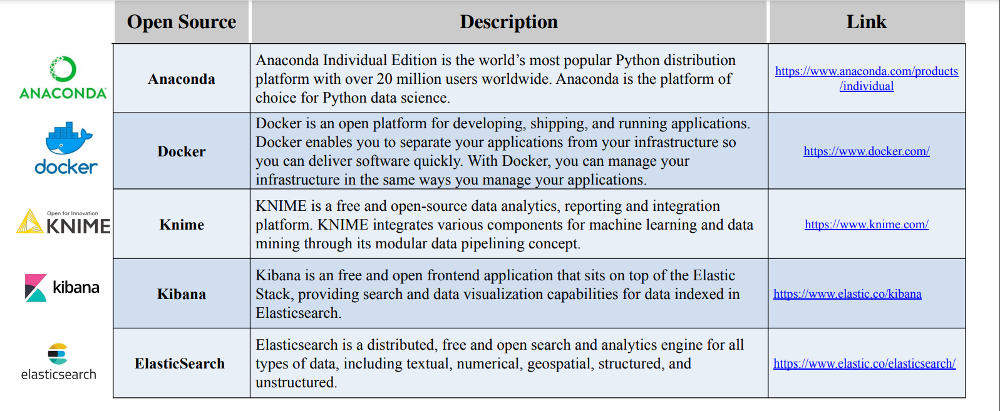 Open Source
Description
Link
ANACONDA
Anaconda
Anaconda Individual Edition is the world’s most popular Python distribution
platform with over 20 million users worldwide. Anaconda is the platform of
choice for Python data science.
https://www.anaconda.com/products
/individual
docker
Docker
Docker is an open platform for developing, shipping, and running applications.
Docker enables you to separate your applications from your infrastructure so
you can deliver software quickly. With Docker, you can manage your
infrastructure in the same ways you manage your applications.
https://www.docker.com/
Open for Innovation
KNIME
Knime
KNIME is a free and open-source data analytics, reporting and integration
platform. KNIME integrates various components for machine learning and data
mining through its modular data pipelining concept.
https://www.knime.com/
kibana
Kibana
Kibana is an free and open frontend application that sits on top of the Elastic
Stack, providing search and data visualization capabilities for data indexed in
Elasticsearch.
https://www.elastic.co/kibana
elasticsearch
ElasticSearch
Elasticsearch is a distributed, free and open search and analytics engine for all
types of data, including textual, numerical, geospatial, structured, and
unstructured.
https://www.elastic.co/elasticsearch/